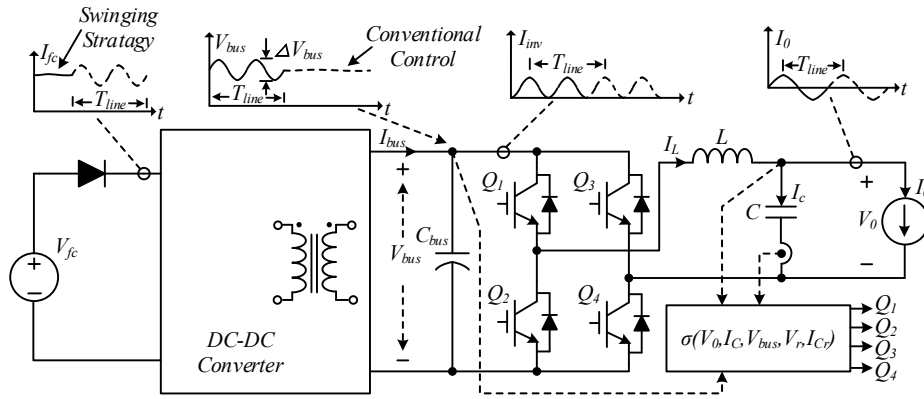 Swinging
Stratagy
I_fc
T_line
t
V_bus
ΔV_bus
Conventional
Control
T_line
t
I_inv
T_line
t
I_0
T_line
t
I_bus
+
V_bus
−
C_bus
Q_1
Q_3
Q_2
Q_4
I_L
L
I_c
C
+
V_0
−
V_fc
+
−
DC-DC
Converter
σ(V_0,I_C,V_bus,V_r,I_Cr)
Q_1
Q_2
Q_3
Q_4